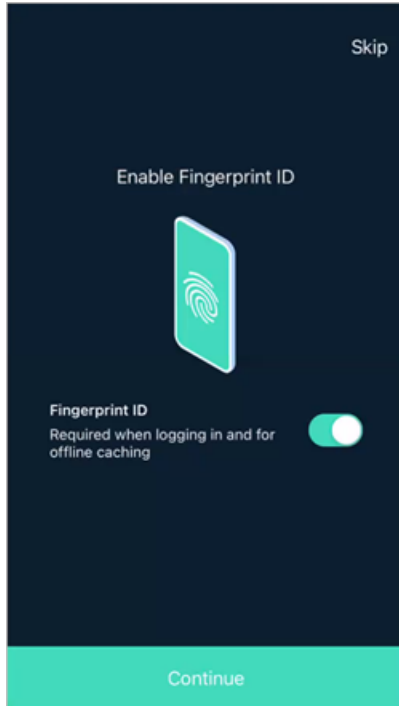 Skip
Enable Fingerprint ID
Fingerprint ID
Required when logging in and for
offline caching
Continue